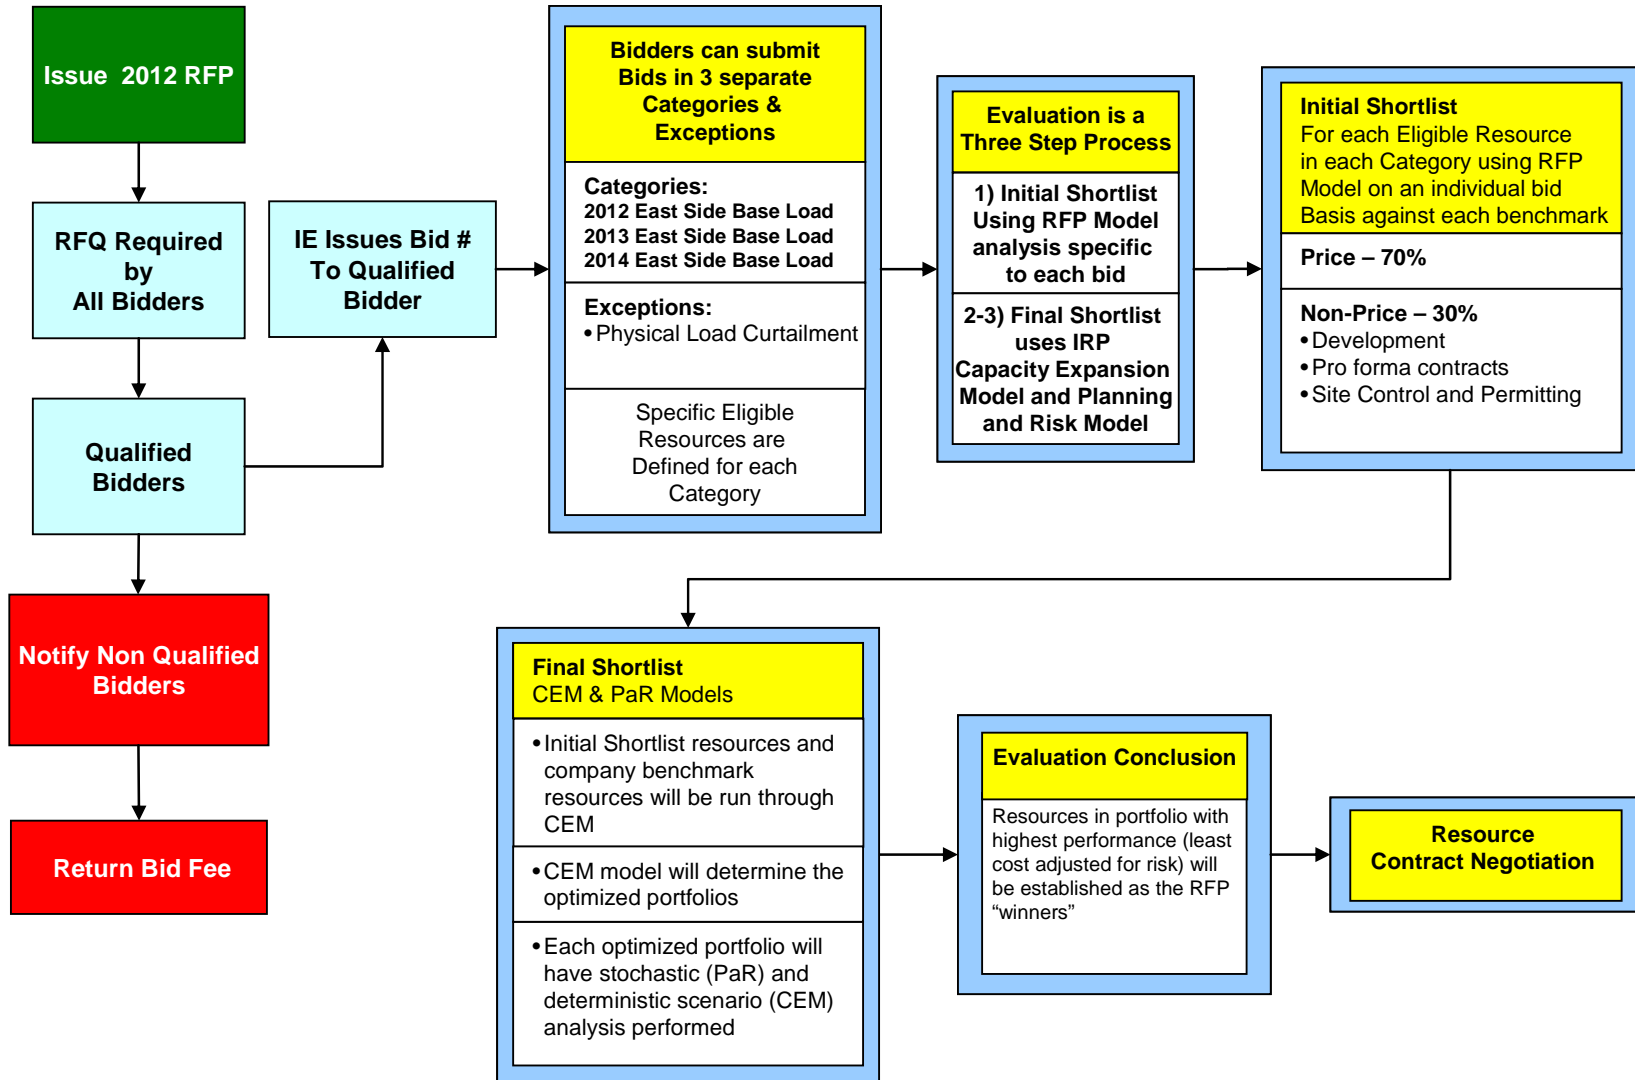 Issue 2012 RFP
RFQ Required
by
All Bidders
Qualified
Bidders
Notify Non Qualified
Bidders
Return Bid Fee
IE Issues Bid #
To Qualified
Bidder
Bidders can submit
Bids in 3 separate
Categories &
Exceptions
Categories:
2012 East Side Base Load
2013 East Side Base Load
2014 East Side Base Load
Exceptions:
•Physical Load Curtailment
Specific Eligible
Resources are
Defined for each
Category
Evaluation is a
Three Step Process
1) Initial Shortlist
Using RFP Model
analysis specific
to each bid
2-3) Final Shortlist
uses IRP
Capacity Expansion
Model and Planning
and Risk Model
Initial Shortlist
For each Eligible Resource
in each Category using RFP
Model on an individual bid
Basis against each benchmark
Price – 70%
Non-Price – 30%
•Development
•Pro forma contracts
•Site Control and Permitting
Final Shortlist
CEM & PaR Models
•Initial Shortlist resources and
company benchmark
resources will be run through
CEM
•CEM model will determine the
optimized portfolios
•Each optimized portfolio will
have stochastic (PaR) and
deterministic scenario (CEM)
analysis performed
Evaluation Conclusion
Resources in portfolio with
highest performance (least
cost adjusted for risk) will
be established as the RFP
“winners”
Resource
Contract Negotiation